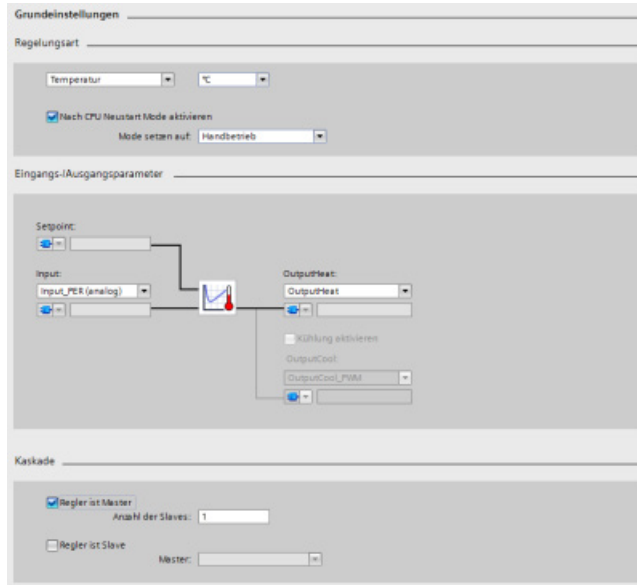 Grundeinstellungen
Regelungsart
Temperatur °C
Nach CPU Neustart Mode aktivieren
Mode setzen auf: Handbetrieb
Eingangs-/Ausgangsparameter
Setpoint:
Input:
Input_PER (analog)
OutputHeat:
OutputHeat
Kühlung aktivieren
OutputCool:
OutputCool_PWM
Kaskade
Regler ist Master
Anzahl der Slaves: 1
Regler ist Slave
Master: